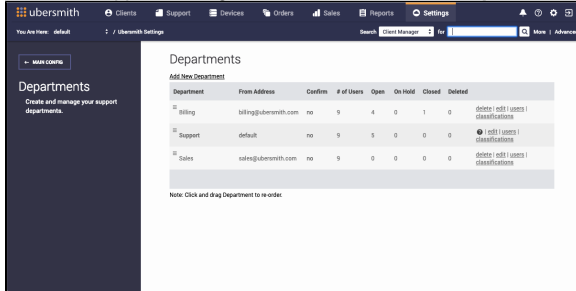 ubersmith Clients Support Devices Orders Sales Reports Settings
You Are Here: default / Ubersmith Settings Search Client Manager for More | Advanced
← MAIN CONFIG
Departments
Create and manage your support
departments.
Departments
Add New Department
Department From Address Confirm # of Users Open On Hold Closed Deleted
Billing billing@ubersmith.com no 9 4 0 1 0 delete | edit | users |
classifications
Support default no 9 5 0 0 0 | edit | users |
classifications
Sales sales@ubersmith.com no 9 0 0 0 0 delete | edit | users |
classifications
Note: Click and drag Department to re-order.